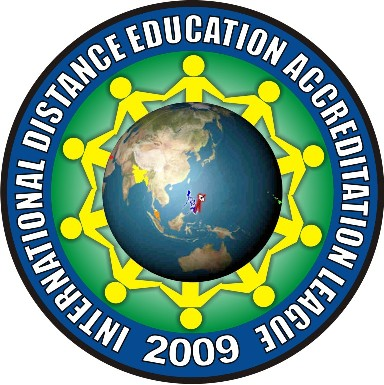 INTERNATIONAL DISTANCE EDUCATION ACCREDITATION LEAGUE
2009